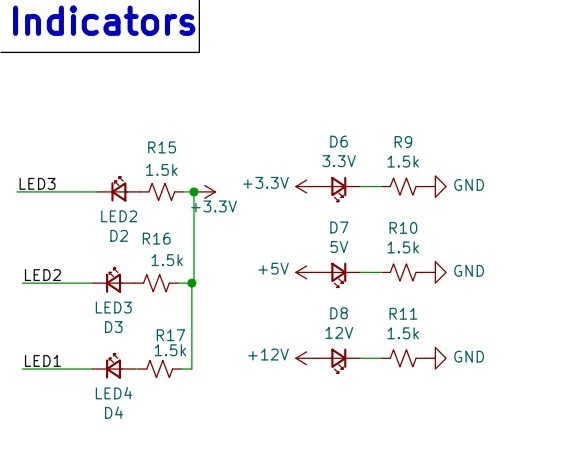 Indicators
R15
1.5k
LED3
+3.3V
LED2
D2
R16
1.5k
LED2
LED3
D3
R17
1.5k
LED1
LED4
D4
D6
3.3V
R9
1.5k
+3.3V
GND
D7
5V
R10
1.5k
+5V
GND
D8
12V
R11
1.5k
+12V
GND